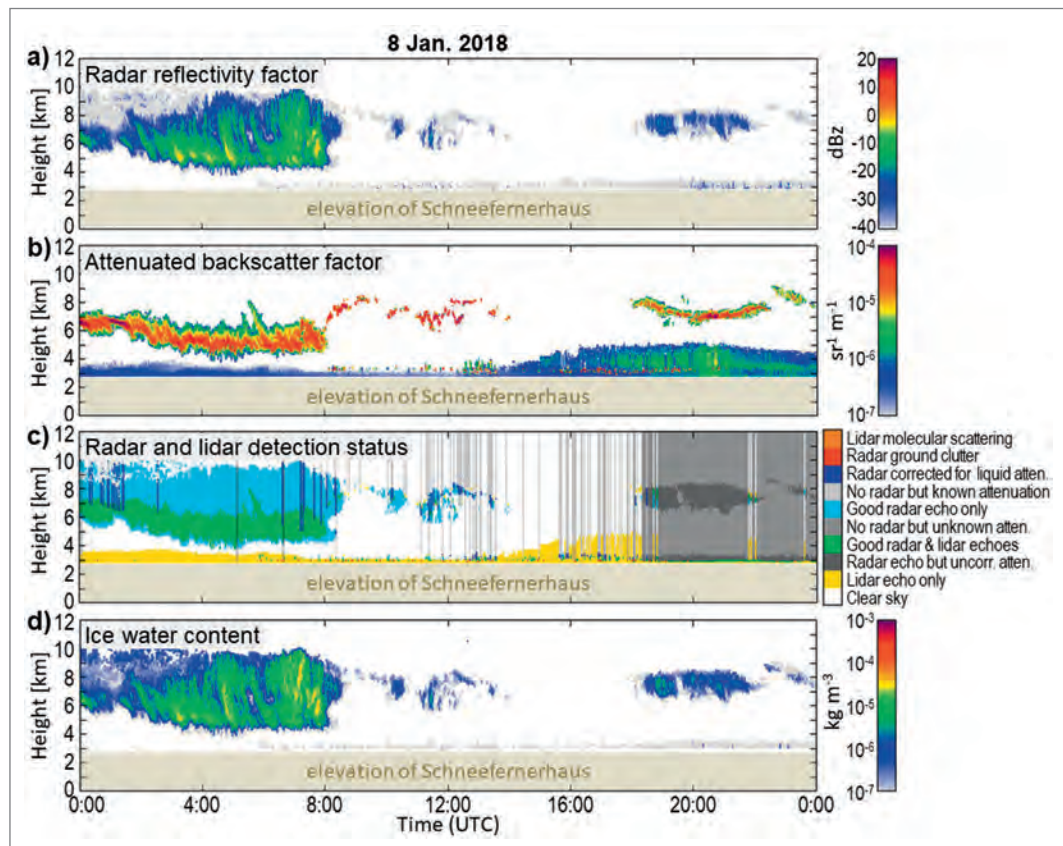 8 Jan. 2018
a)
Radar reflectivity factor
Height [km]
12
10
8
6
4
2
0
elevation of Schneefernerhaus
20
10
0
-10
-20
-30
-40
dBz
b)
Attenuated backscatter factor
Height [km]
12
10
8
6
4
2
0
elevation of Schneefernerhaus
10-4
10-5
10-6
10-7
sr-1 m-1
c)
Radar and lidar detection status
Height [km]
12
10
8
6
4
2
0
elevation of Schneefernerhaus
Lidar molecular scattering
Radar ground clutter
Radar corrected for liquid atten.
No radar but known attenuation
Good radar echo only
No radar but unknown atten.
Good radar & lidar echoes
Radar echo but uncorr. atten.
Lidar echo only
Clear sky
d)
Ice water content
Height [km]
12
10
8
6
4
2
0
elevation of Schneefernerhaus
10-3
10-4
10-5
10-6
10-7
kg m-3
0:00 4:00 8:00 12:00 16:00 20:00 0:00
Time (UTC)